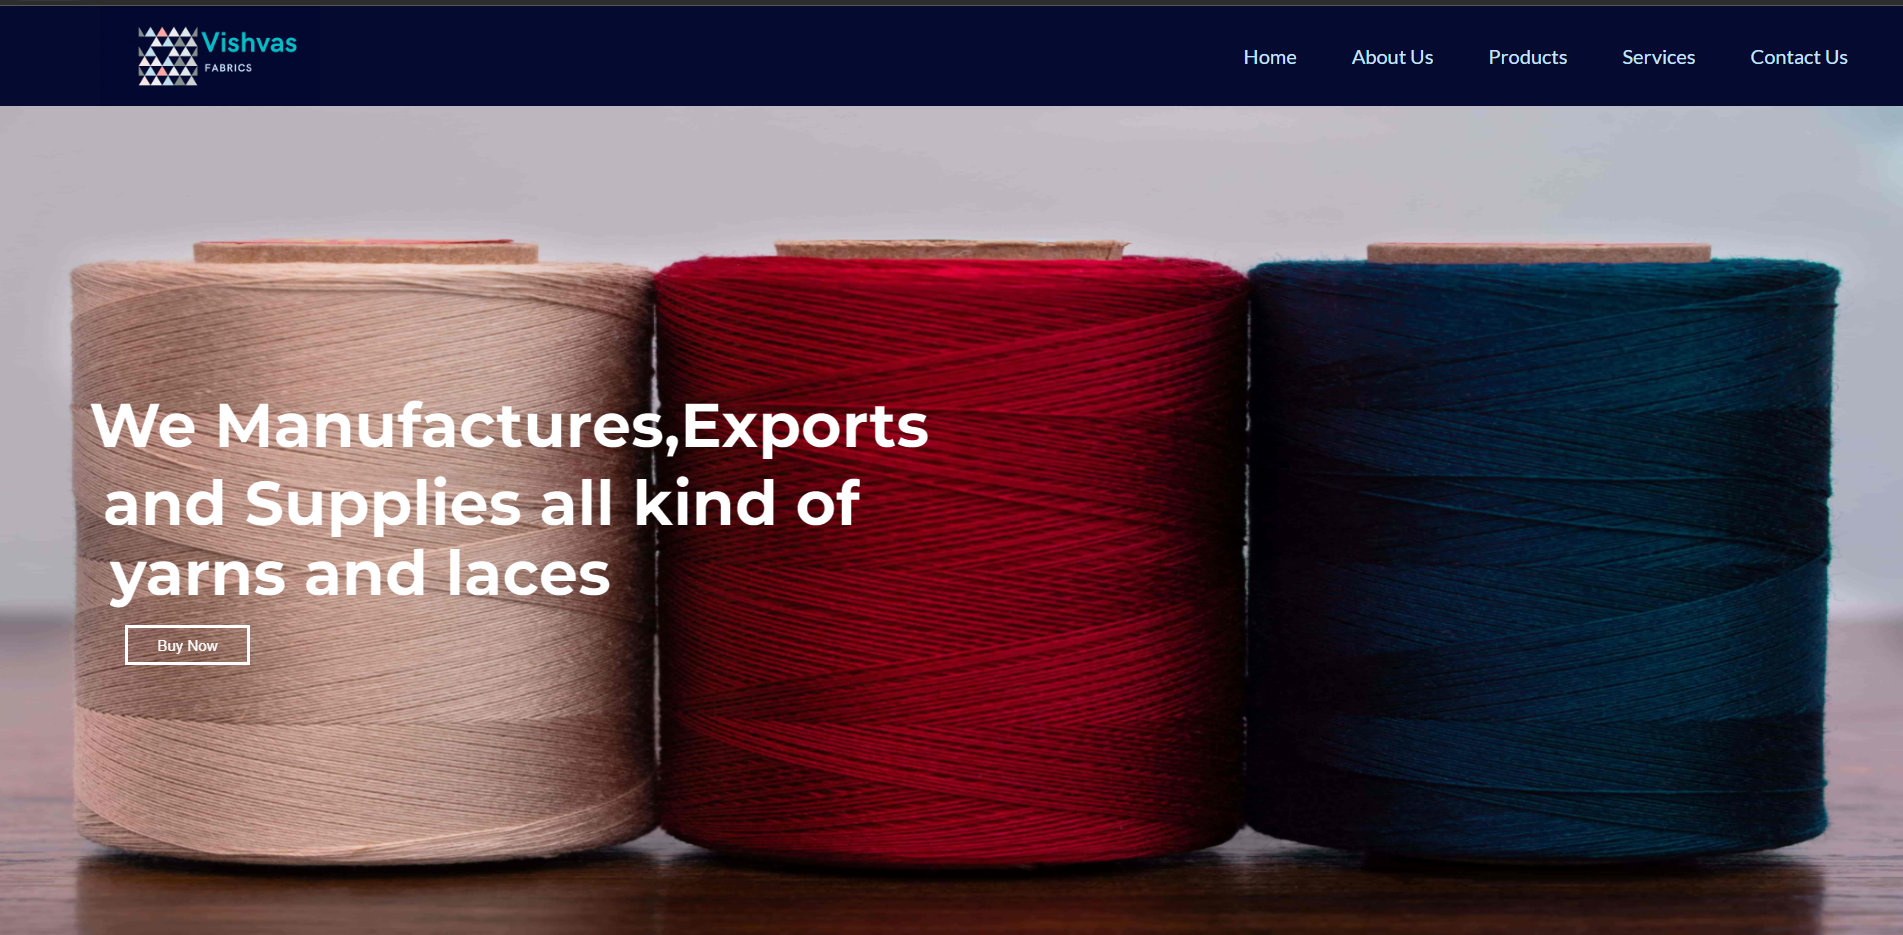 Vishvas
FABRICS
Home
About Us
Products
Services
Contact Us
We Manufactures,Exports
and Supplies all kind of
yarns and laces
Buy Now